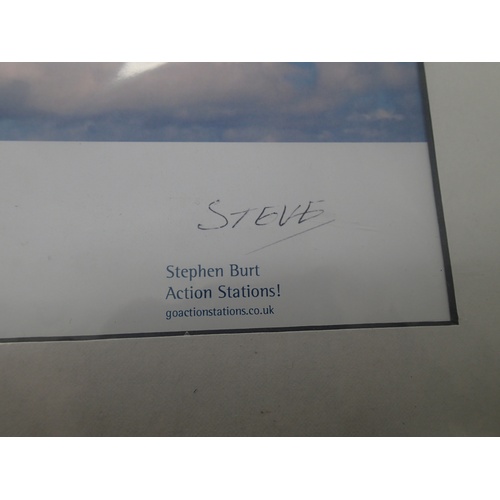 STEVE
Stephen Burt
Action Stations!
goactionstations.co.uk